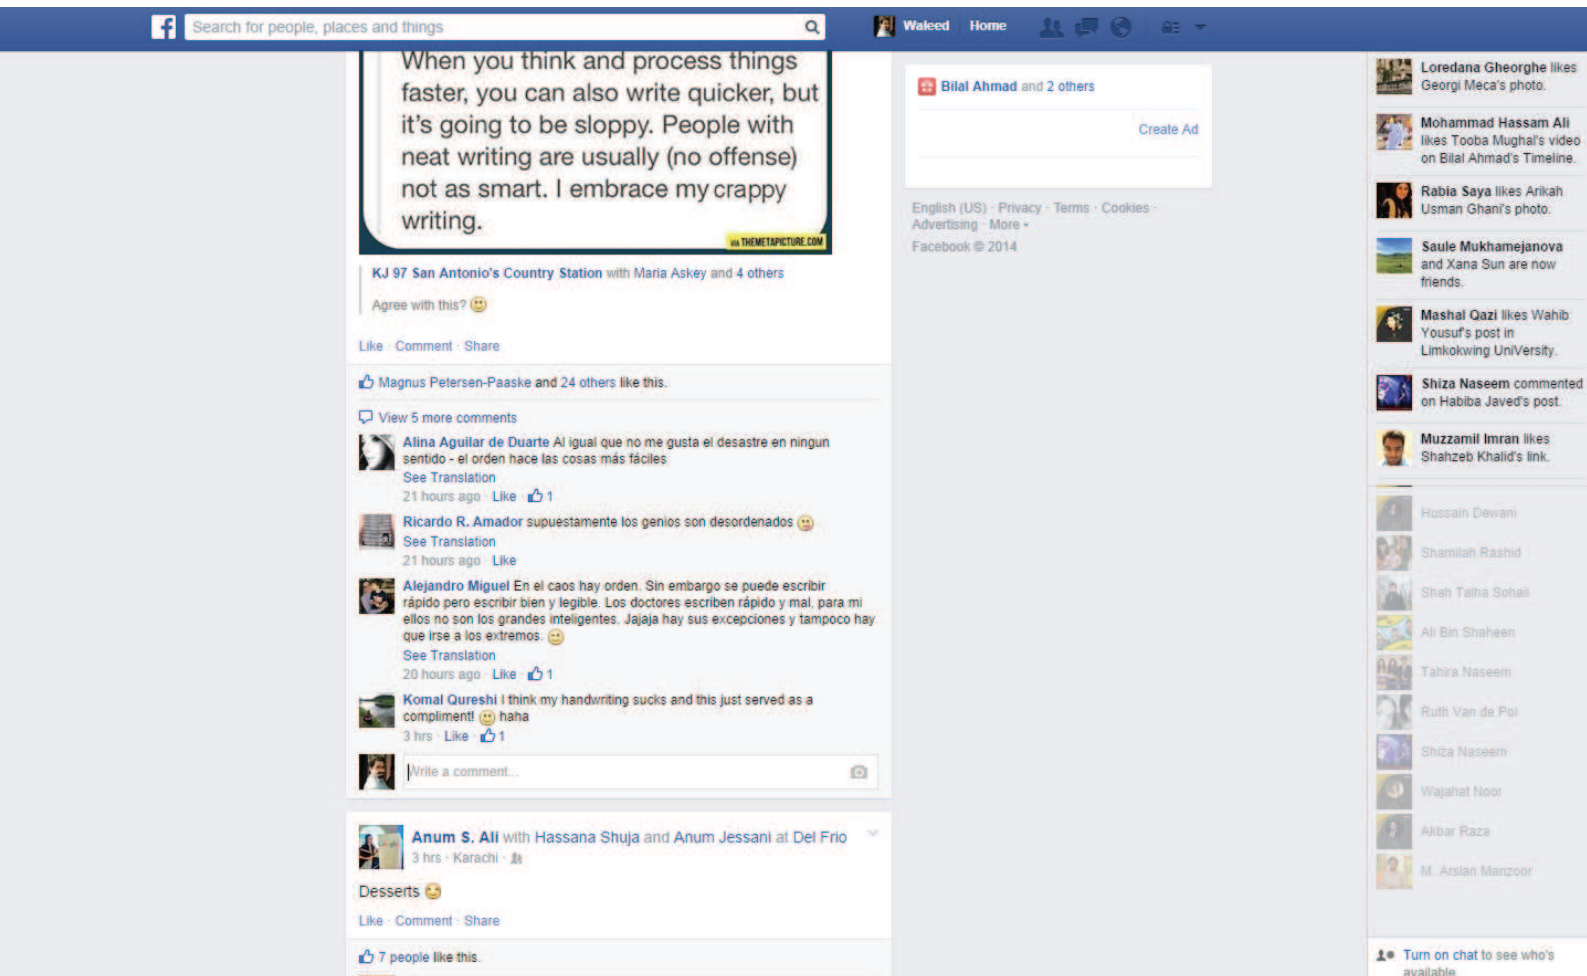 Search for people, places and things
Waleed Home
When you think and process things
faster, you can also write quicker, but
it's going to be sloppy. People with
neat writing are usually (no offense)
not as smart. I embrace my crappy
writing.
VIA THEMETAPICTURE.COM
KJ 97 San Antonio's Country Station with Maria Askey and 4 others
Agree with this?
Like · Comment · Share
Magnus Petersen-Paaske and 24 others like this.
View 5 more comments
Alina Aguilar de Duarte Al igual que no me gusta el desastre en ningun
sentido - el orden hace las cosas más fáciles
See Translation
21 hours ago · Like · 1
Ricardo R. Amador supuestamente los genios son desordenados
See Translation
21 hours ago · Like
Alejandro Miguel En el caos hay orden. Sin embargo se puede escribir
rápido pero escribir bien y legible. Los doctores escriben rápido y mal, para mi
ellos no son los grandes inteligentes. Jajaja hay sus excepciones y tampoco hay
que irse a los extremos.
See Translation
20 hours ago · Like · 1
Komal Qureshi I think my handwriting sucks and this just served as a
compliment! haha
3 hrs · Like · 1
Write a comment...
Anum S. Ali with Hassana Shuja and Anum Jessani at Del Frio
3 hrs · Karachi ·
Desserts
Like · Comment · Share
7 people like this.
Bilal Ahmad and 2 others
Create Ad
English (US) · Privacy · Terms · Cookies ·
Advertising · More
Facebook © 2014
Loredana Gheorghe likes
Georgi Meca's photo.
Mohammad Hassam Ali
likes Tooba Mughal's video
on Bilal Ahmad's Timeline.
Rabia Saya likes Arikah
Usman Ghani's photo.
Saule Mukhamejanova
and Xana Sun are now
friends.
Mashal Qazi likes Wahib
Yousuf's post in
Limkokwing UniVersity.
Shiza Naseem commented
on Habiba Javed's post.
Muzzamil Imran likes
Shahzeb Khalid's link.
Hussain Dewani
Shamilah Rashid
Shah Talha Sohail
Ali Bin Shaheen
Tahira Naseem
Ruth Van de Pol
Shiza Naseem
Wajahat Noor
Akbar Raza
M. Arslan Manzoor
Turn on chat to see who's
available.